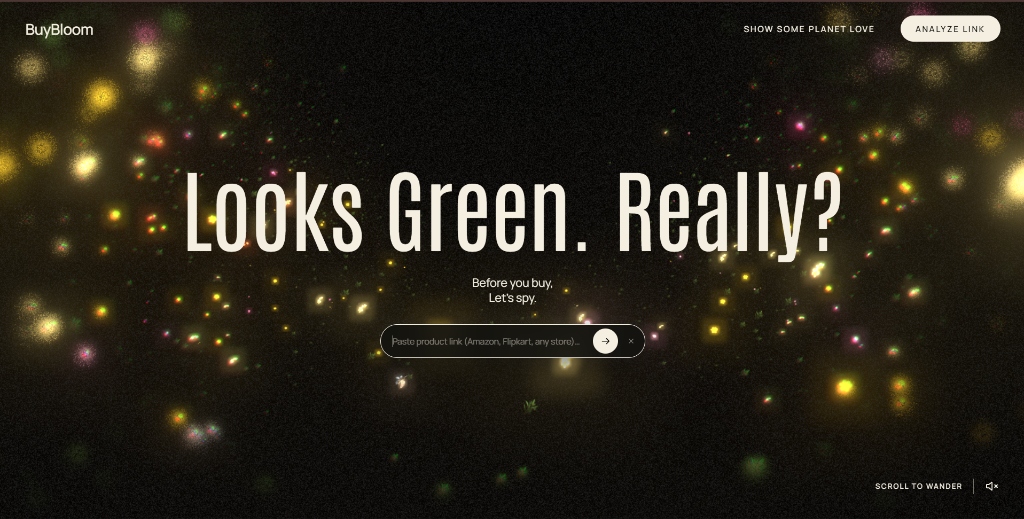 BuyBloom
SHOW SOME PLANET LOVE
ANALYZE LINK
Looks Green. Really?
Before you buy,
Let's spy.
Paste product link (Amazon, Flipkart, any store)...
SCROLL TO WANDER